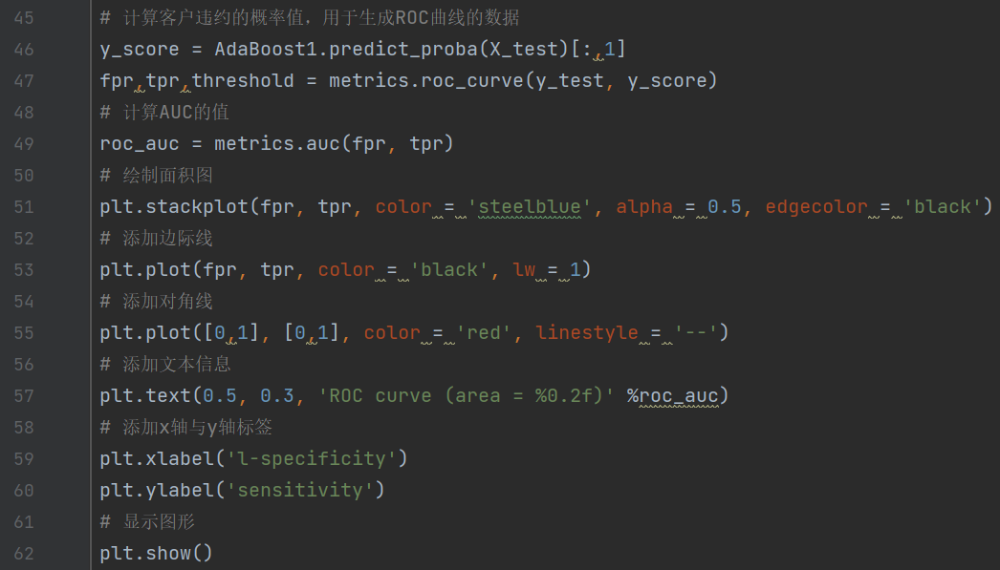 45 # 计算客户违约的概率值，用于生成ROC曲线的数据
46 y_score = AdaBoost1.predict_proba(X_test)[:,1]
47 fpr,tpr,threshold = metrics.roc_curve(y_test, y_score)
48 # 计算AUC的值
49 roc_auc = metrics.auc(fpr, tpr)
50 # 绘制面积图
51 plt.stackplot(fpr, tpr, color = 'steelblue', alpha = 0.5, edgecolor = 'black')
52 # 添加边际线
53 plt.plot(fpr, tpr, color = 'black', lw = 1)
54 # 添加对角线
55 plt.plot([0,1], [0,1], color = 'red', linestyle = '--')
56 # 添加文本信息
57 plt.text(0.5, 0.3, 'ROC curve (area = %0.2f)' %roc_auc)
58 # 添加x轴与y轴标签
59 plt.xlabel('l-specificity')
60 plt.ylabel('sensitivity')
61 # 显示图形
62 plt.show()